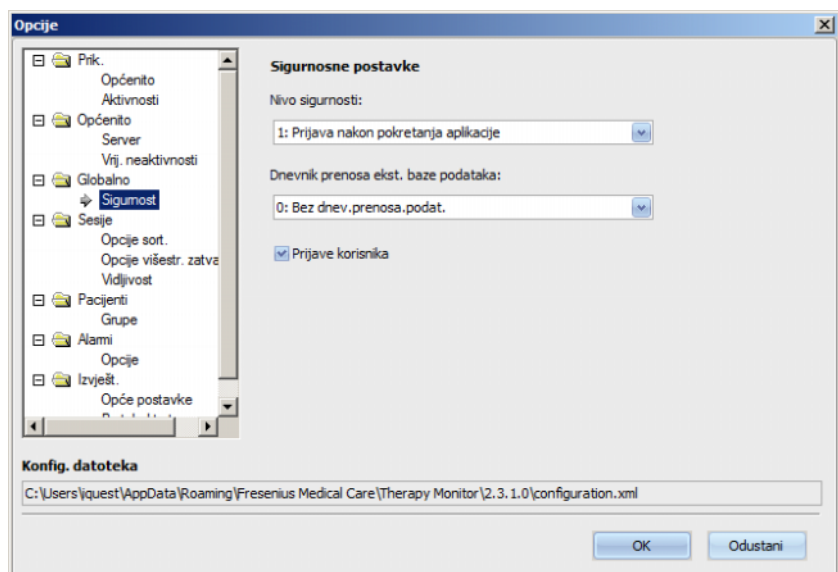 Opcije
Prik.
Općenito
Aktivnosti
Općenito
Server
Vrij. neaktivnosti
Globalno
Sigurnost
Sesije
Opcije sort.
Opcije višestr. zatva
Vidljivost
Pacijenti
Grupe
Alarmi
Opcije
Izvješt.
Opće postavke
Sigurnosne postavke
Nivo sigurnosti:
1: Prijava nakon pokretanja aplikacije
Dnevnik prenosa ekst. baze podataka:
0: Bez dnev.prenosa.podat.
Prijave korisnika
Konfig. datoteka
C:\Users\iquest\AppData\Roaming\Fresenius Medical Care\Therapy Monitor\2.3.1.0\configuration.xml
OK
Odustani